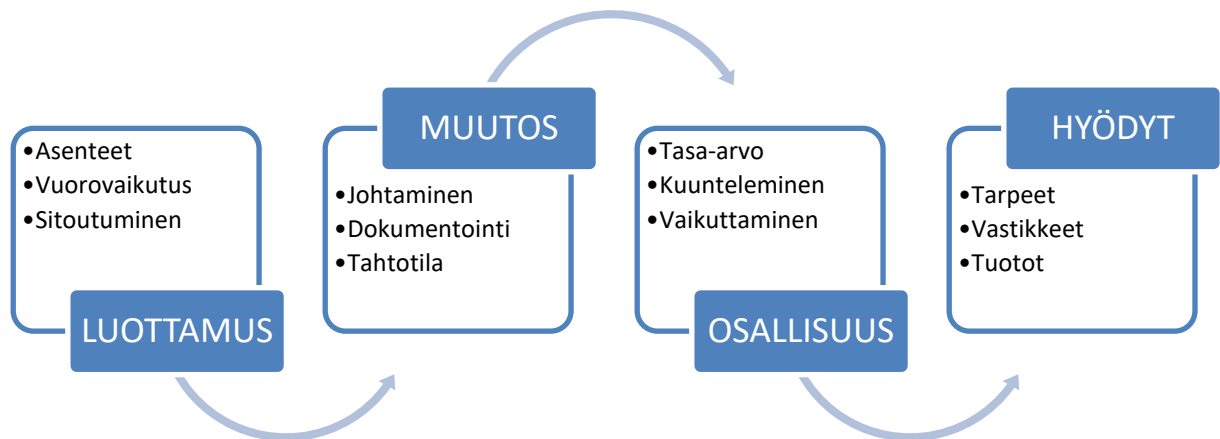 •Asenteet
•Vuorovaikutus
•Sitoutuminen
LUOTTAMUS
MUUTOS
•Johtaminen
•Dokumentointi
•Tahtotila
•Tasa-arvo
•Kuunteleminen
•Vaikuttaminen
OSALLISUUS
HYÖDYT
•Tarpeet
•Vastikkeet
•Tuotot